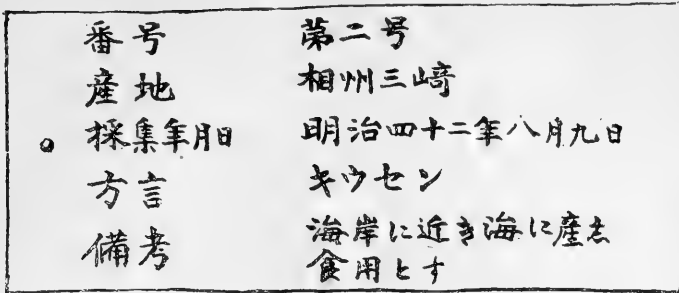 番号 第二号
産地 相州三崎
採集年月日 明治四十二年八月九日
方言 キウセン
備考 海岸に近き海に産し
食用とす